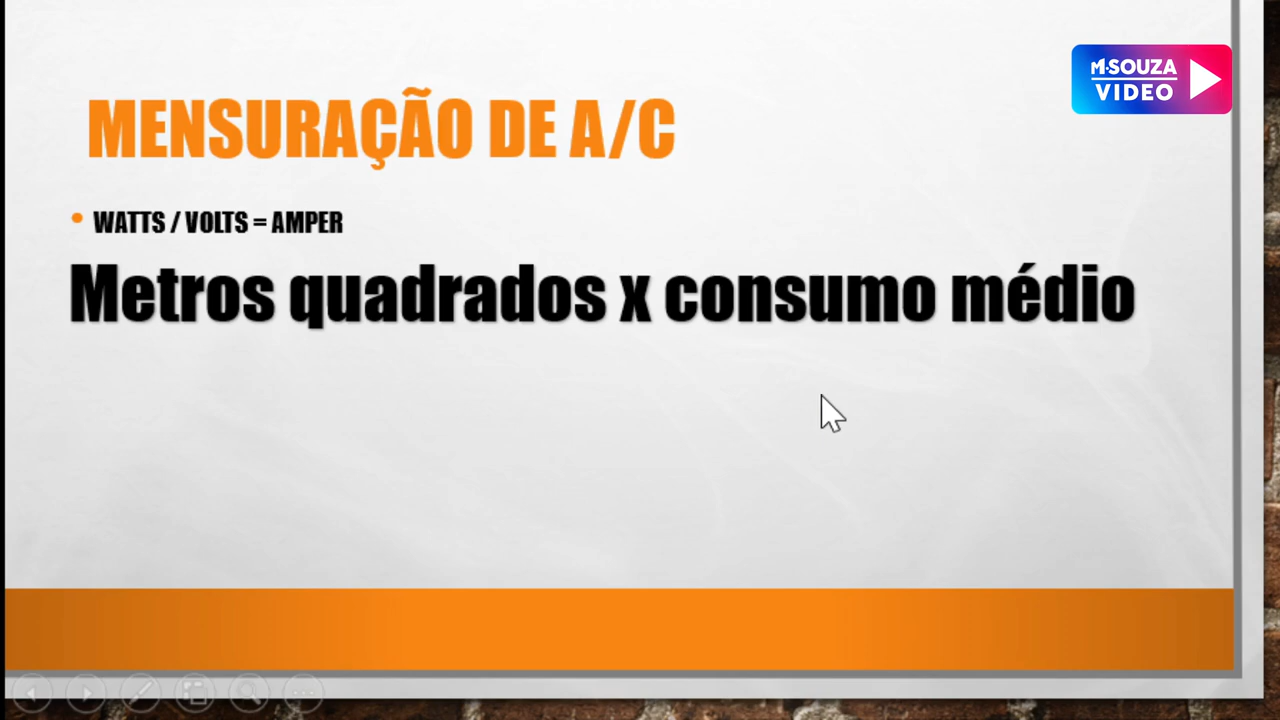 M·SOUZA
VIDEO
MENSURAÇÃO DE A/C
• WATTS / VOLTS = AMPER
Metros quadrados x consumo médio